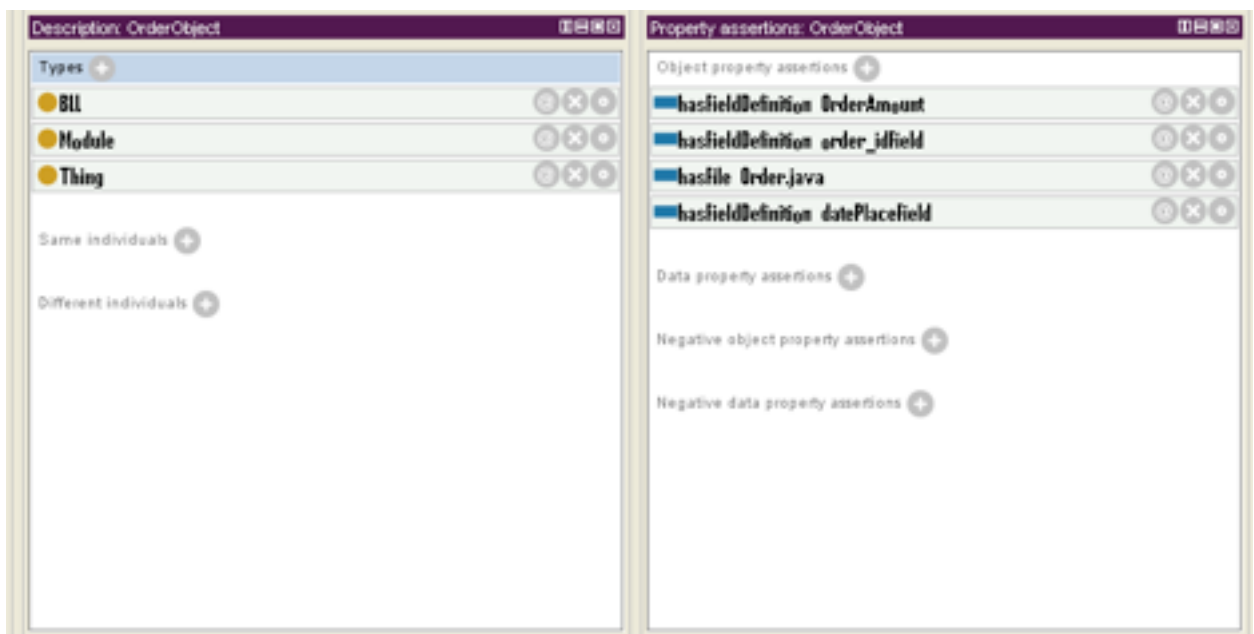 Description: OrderObject
Types
Bll
Module
Thing
Same individuals
Different individuals
Property assertions: OrderObject
Object property assertions
hasFieldDefinition OrderAmount
hasFieldDefinition order_idField
hasFile Order.java
hasFieldDefinition datePlaceField
Data property assertions
Negative object property assertions
Negative data property assertions